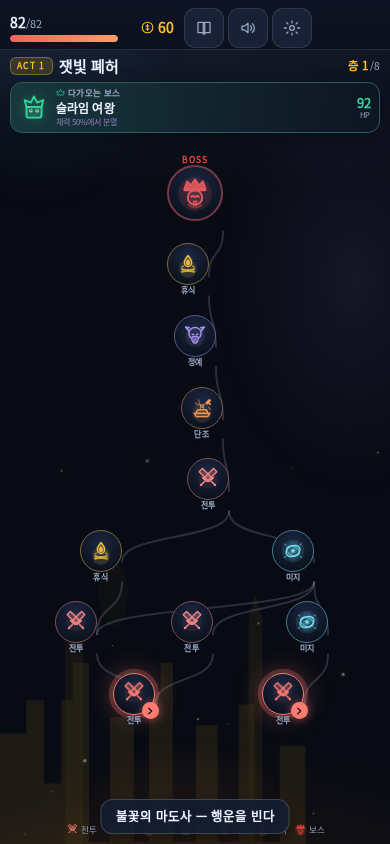 82/82
60
ACT 1 잿빛 폐허 층 1/8
다가오는 보스
슬라임 여왕
체력 50%에서 분열
92
HP
BOSS
휴식
정예
단조
전투
휴식 미지
전투 전투 미지
전투 전투
불꽃의 마도사 — 행운을 빈다
전투 보스